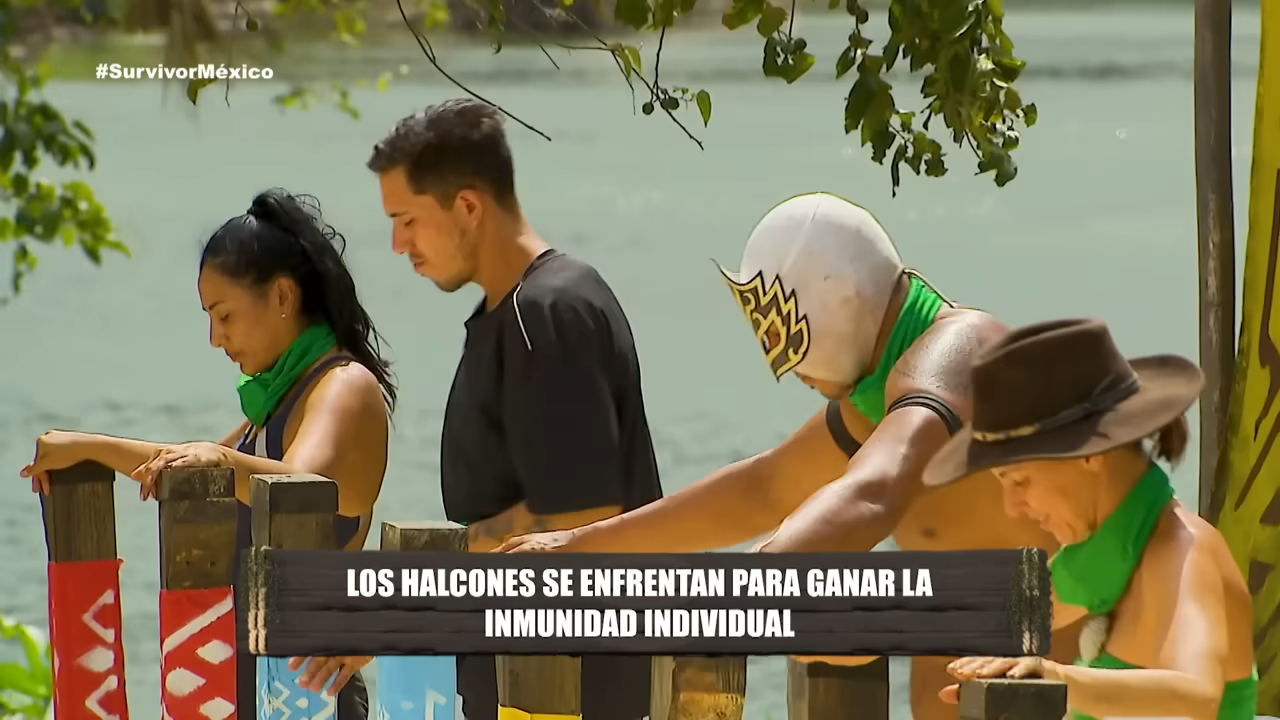 #SurvivorMéxico
LOS HALCONES SE ENFRENTAN PARA GANAR LA
INMUNIDAD INDIVIDUAL